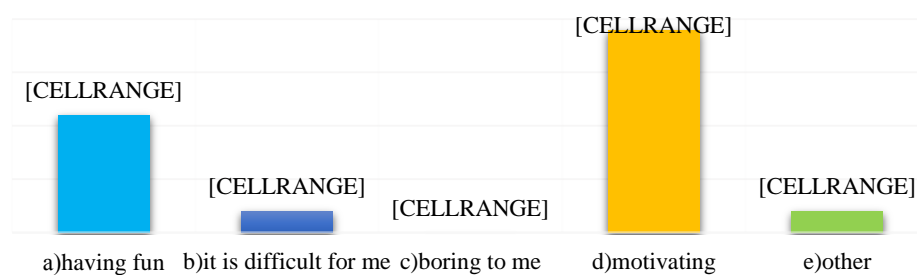 [CELLRANGE]
[CELLRANGE]
[CELLRANGE]
[CELLRANGE]
[CELLRANGE]
a)having fun b)it is difficult for me c)boring to me d)motivating e)other